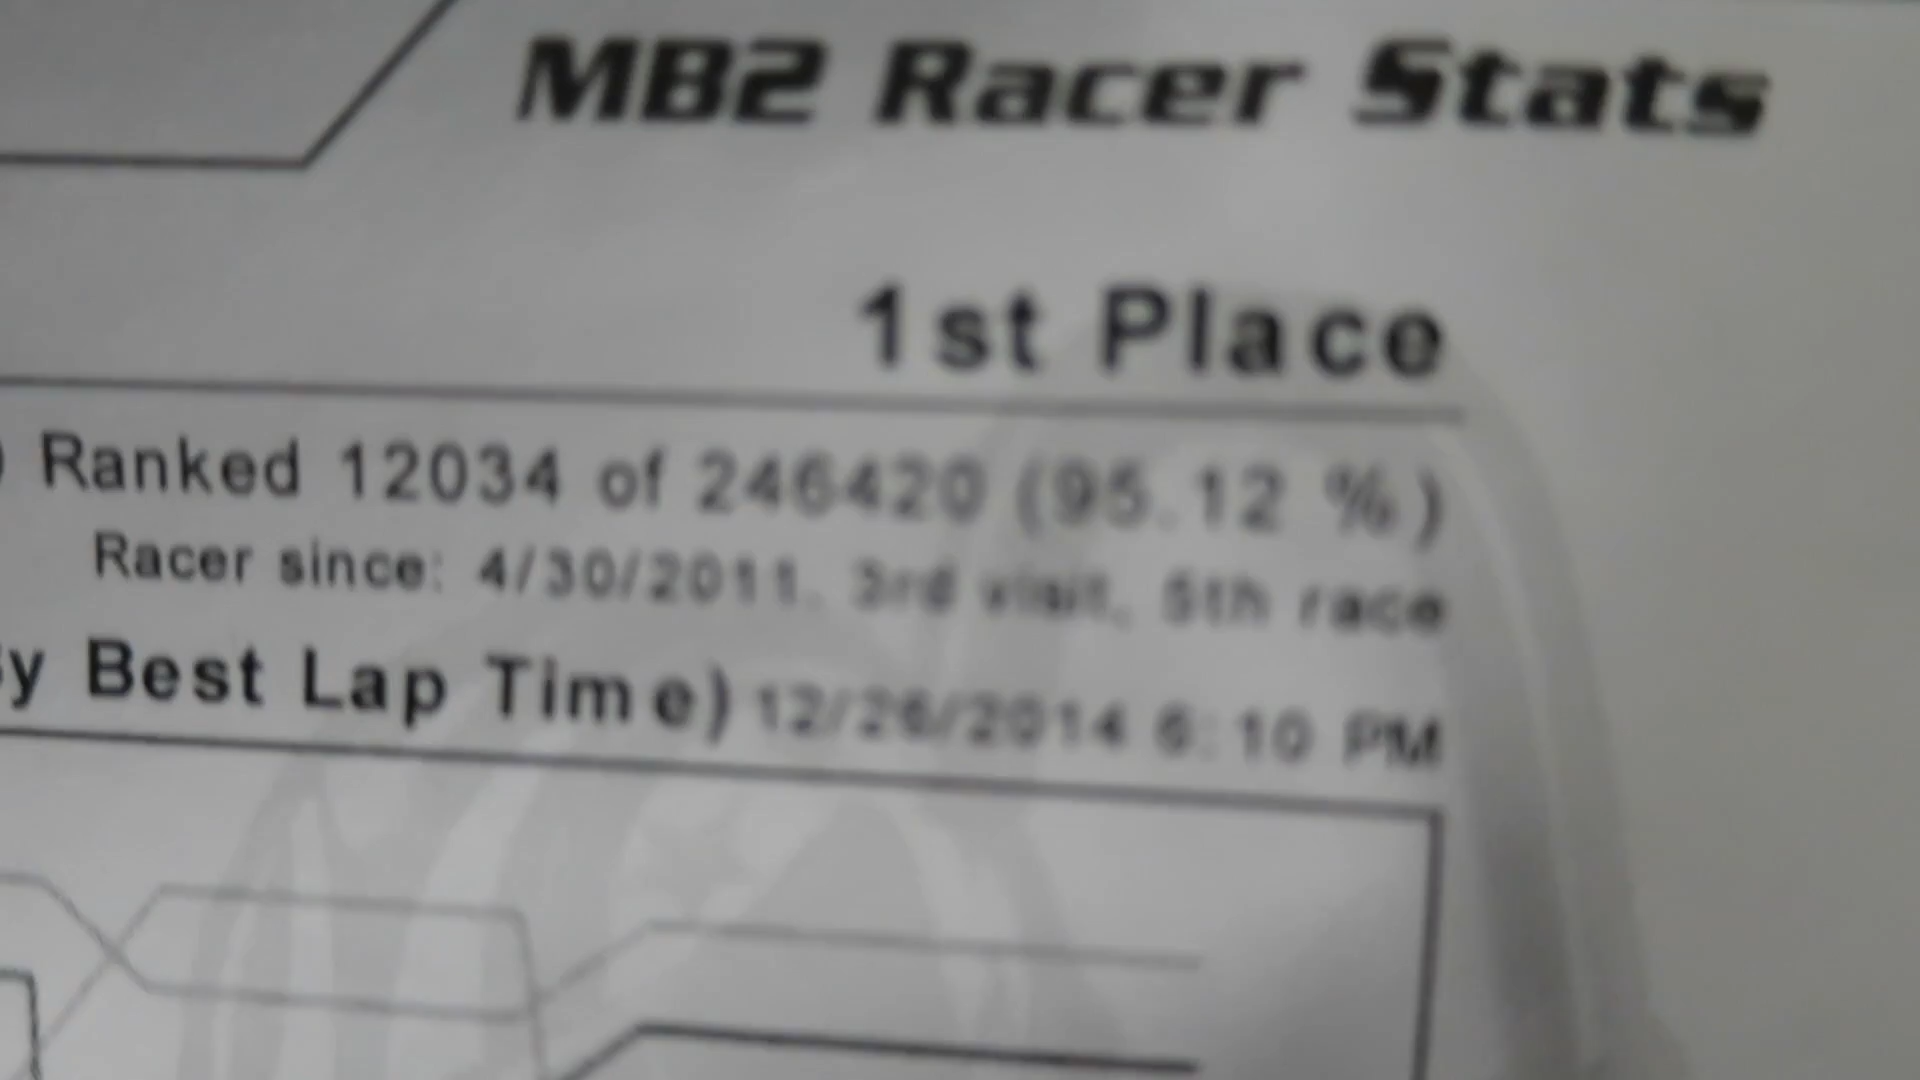 MB2 Racer Stats
1st Place
) Ranked 12034 of 246420 (95.12 %)
Racer since: 4/30/2011. 3rd visit, 5th race
y Best Lap Time) 12/26/2014 6:10 PM